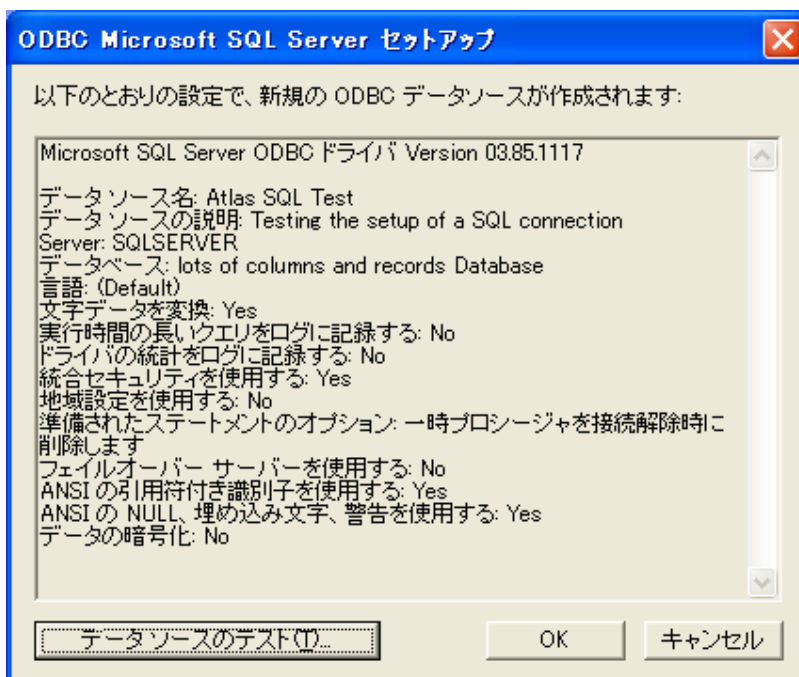 ODBC Microsoft SQL Server セットアップ
以下のとおりの設定で、新規の ODBC データソースが作成されます:
Microsoft SQL Server ODBC ドライバ Version 03.85.1117
データ ソース名: Atlas SQL Test
データ ソースの説明: Testing the setup of a SQL connection
Server: SQLSERVER
データベース: lots of columns and records Database
言語: (Default)
文字データを変換: Yes
実行時間の長いクエリをログに記録する: No
ドライバの統計をログに記録する: No
統合セキュリティを使用する: Yes
地域設定を使用する: No
準備されたステートメントのオプション: 一時プロシージャを接続解除時に
削除します
フェイルオーバー サーバーを使用する: No
ANSI の引用符付き識別子を使用する: Yes
ANSI の NULL、埋め込み文字、警告を使用する: Yes
データの暗号化: No
データ ソースのテスト(T)...
OK
キャンセル